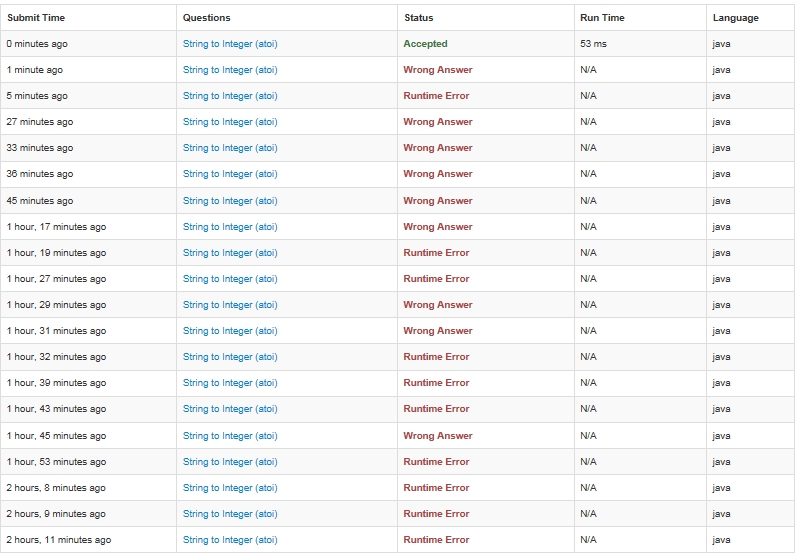 Submit Time Questions Status Run Time Language
0 minutes ago String to Integer (atoi) Accepted 53 ms java
1 minute ago String to Integer (atoi) Wrong Answer N/A java
5 minutes ago String to Integer (atoi) Runtime Error N/A java
27 minutes ago String to Integer (atoi) Wrong Answer N/A java
33 minutes ago String to Integer (atoi) Wrong Answer N/A java
36 minutes ago String to Integer (atoi) Wrong Answer N/A java
45 minutes ago String to Integer (atoi) Wrong Answer N/A java
1 hour, 17 minutes ago String to Integer (atoi) Wrong Answer N/A java
1 hour, 19 minutes ago String to Integer (atoi) Runtime Error N/A java
1 hour, 27 minutes ago String to Integer (atoi) Runtime Error N/A java
1 hour, 29 minutes ago String to Integer (atoi) Wrong Answer N/A java
1 hour, 31 minutes ago String to Integer (atoi) Wrong Answer N/A java
1 hour, 32 minutes ago String to Integer (atoi) Runtime Error N/A java
1 hour, 39 minutes ago String to Integer (atoi) Runtime Error N/A java
1 hour, 43 minutes ago String to Integer (atoi) Runtime Error N/A java
1 hour, 45 minutes ago String to Integer (atoi) Wrong Answer N/A java
1 hour, 53 minutes ago String to Integer (atoi) Runtime Error N/A java
2 hours, 8 minutes ago String to Integer (atoi) Runtime Error N/A java
2 hours, 9 minutes ago String to Integer (atoi) Runtime Error N/A java
2 hours, 11 minutes ago String to Integer (atoi) Runtime Error N/A java